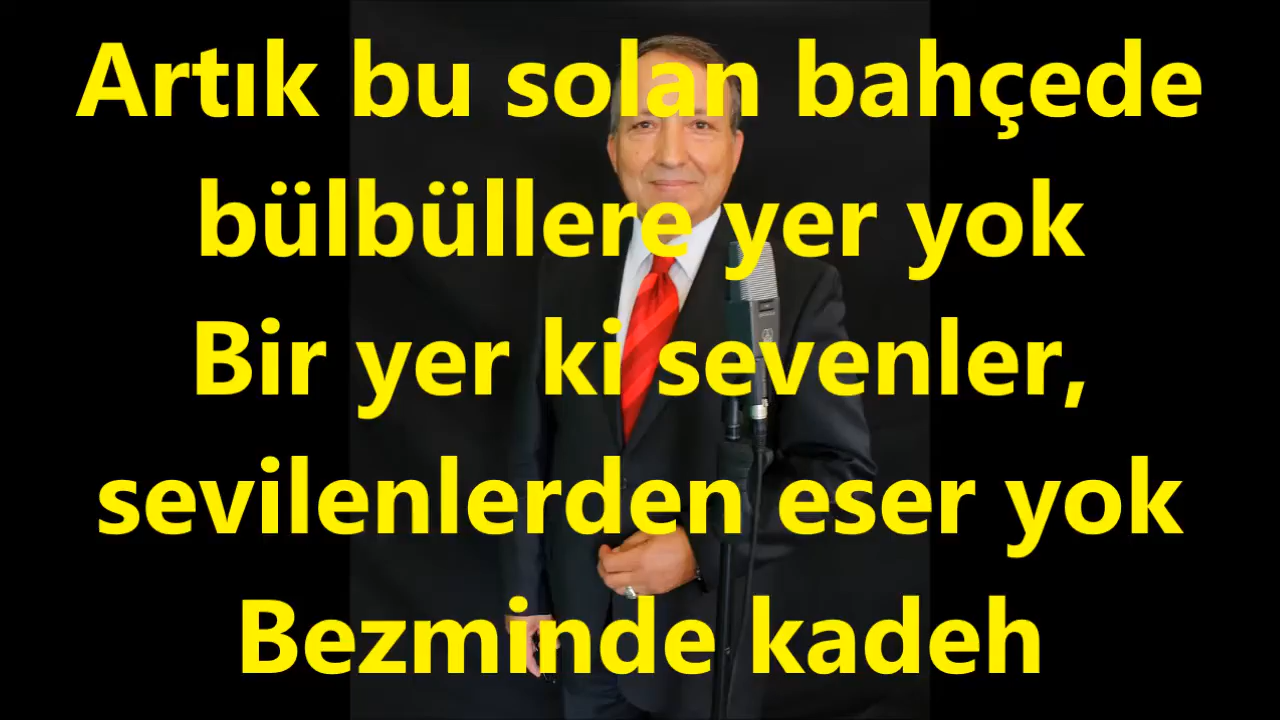 Artık bu solan bahçede
bülbüllere yer yok
Bir yer ki sevenler,
sevilenlerden eser yok
Bezminde kadeh